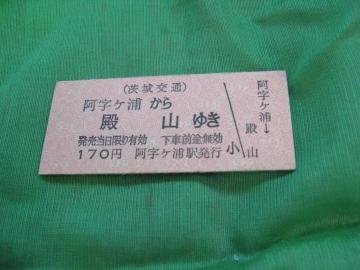 (茨城交通)
阿字ケ浦から
殿山ゆき
発売当日限り有効 下車前途無効
170円 阿字ケ浦駅発行
小
阿字ケ浦→殿山